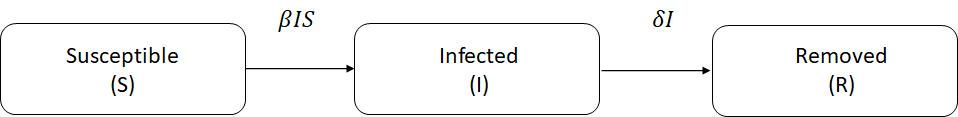 βIS
δI
Susceptible
(S)
Infected
(I)
Removed
(R)